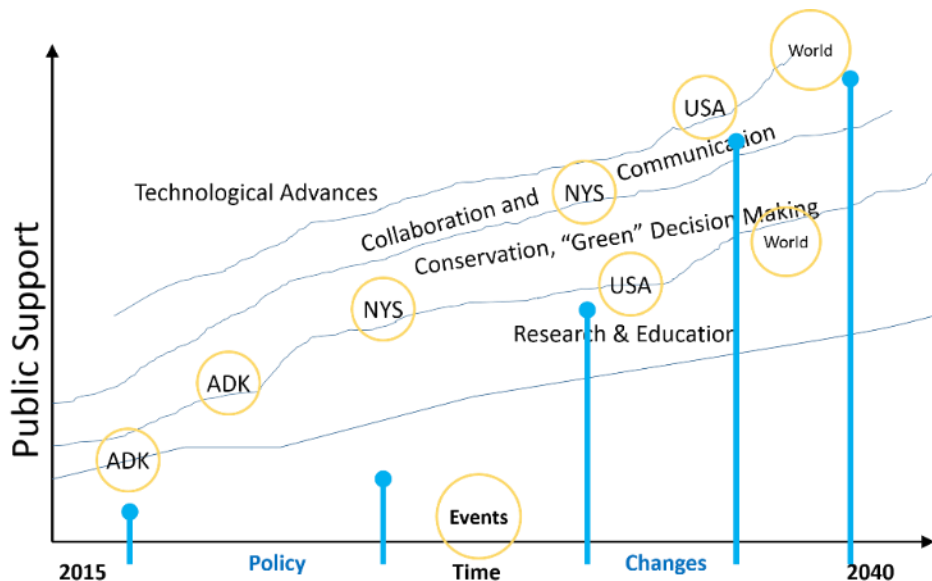 World
USA
Technological Advances
Collaboration and
NYS
Communication
Conservation, "Green" Decision Making
World
NYS
USA
Research & Education
ADK
ADK
Public Support
Events
2015
Policy
Time
Changes
2040